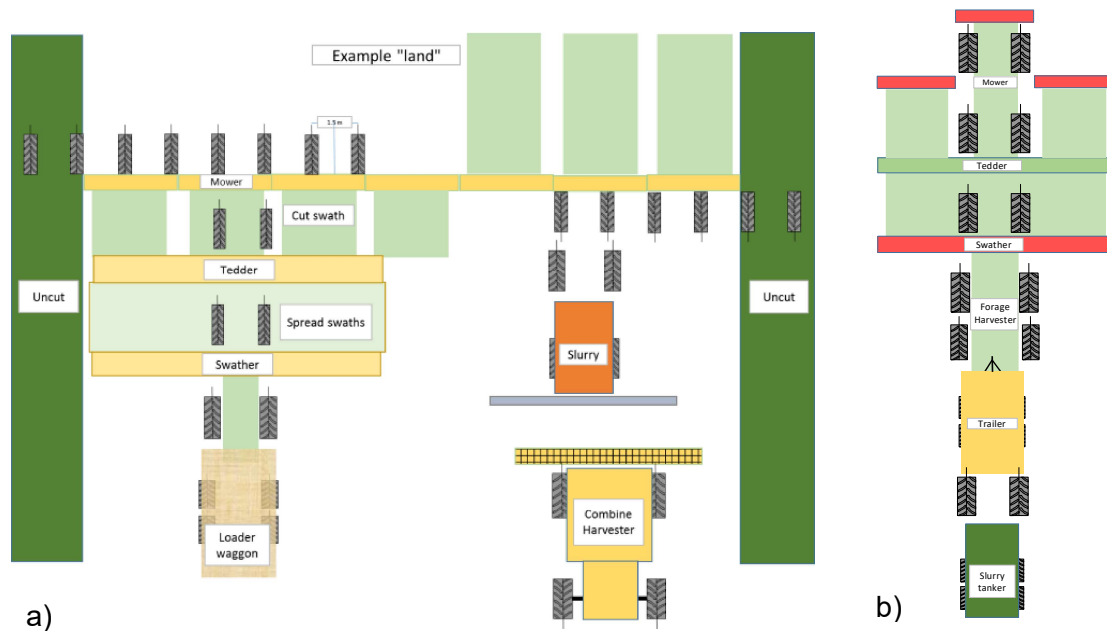 Example "land"
1.5 m
Mower
Cut swath
Tedder
Uncut
Spread swaths
Swather
Loader
waggon
Slurry
Combine
Harvester
Uncut
a)
Mower
Tedder
Swather
Forage
Harvester
Trailer
Slurry
tanker
b)